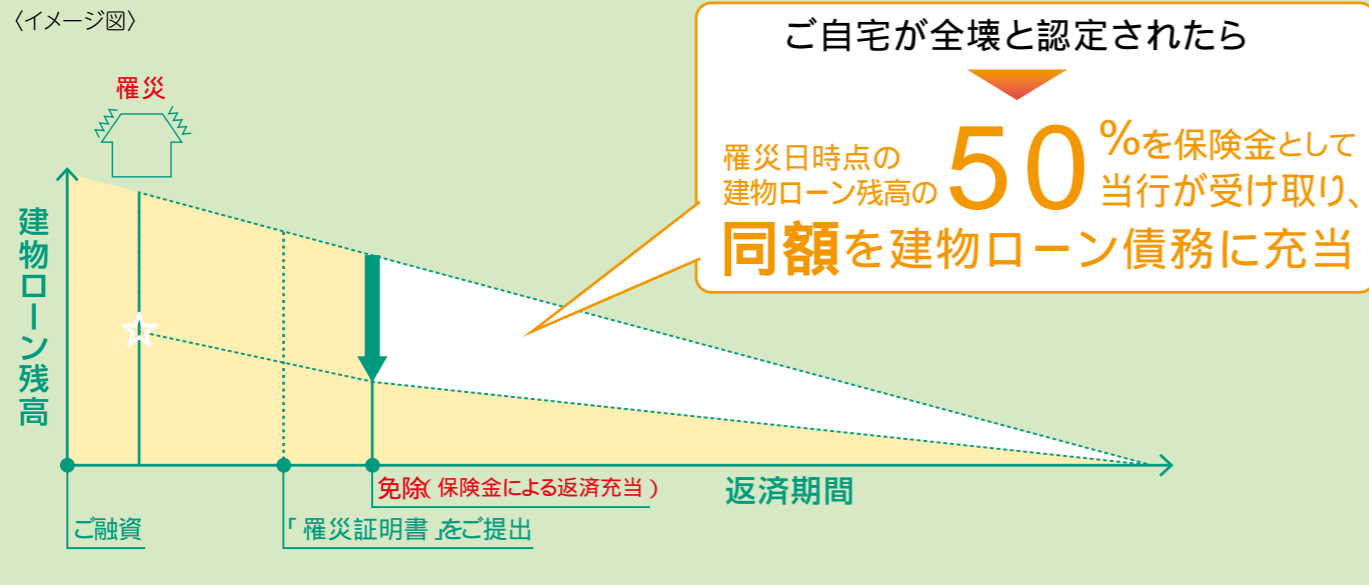 〈イメージ図〉
ご自宅が全壊と認定されたら
罹災日時点の
建物ローン残高の
50%を保険金として
当行が受け取り、
同額を建物ローン債務に充当
罹災
建物ローン残高
免除(保険金による返済充当)
返済期間
ご融資
「罹災証明書」をご提出